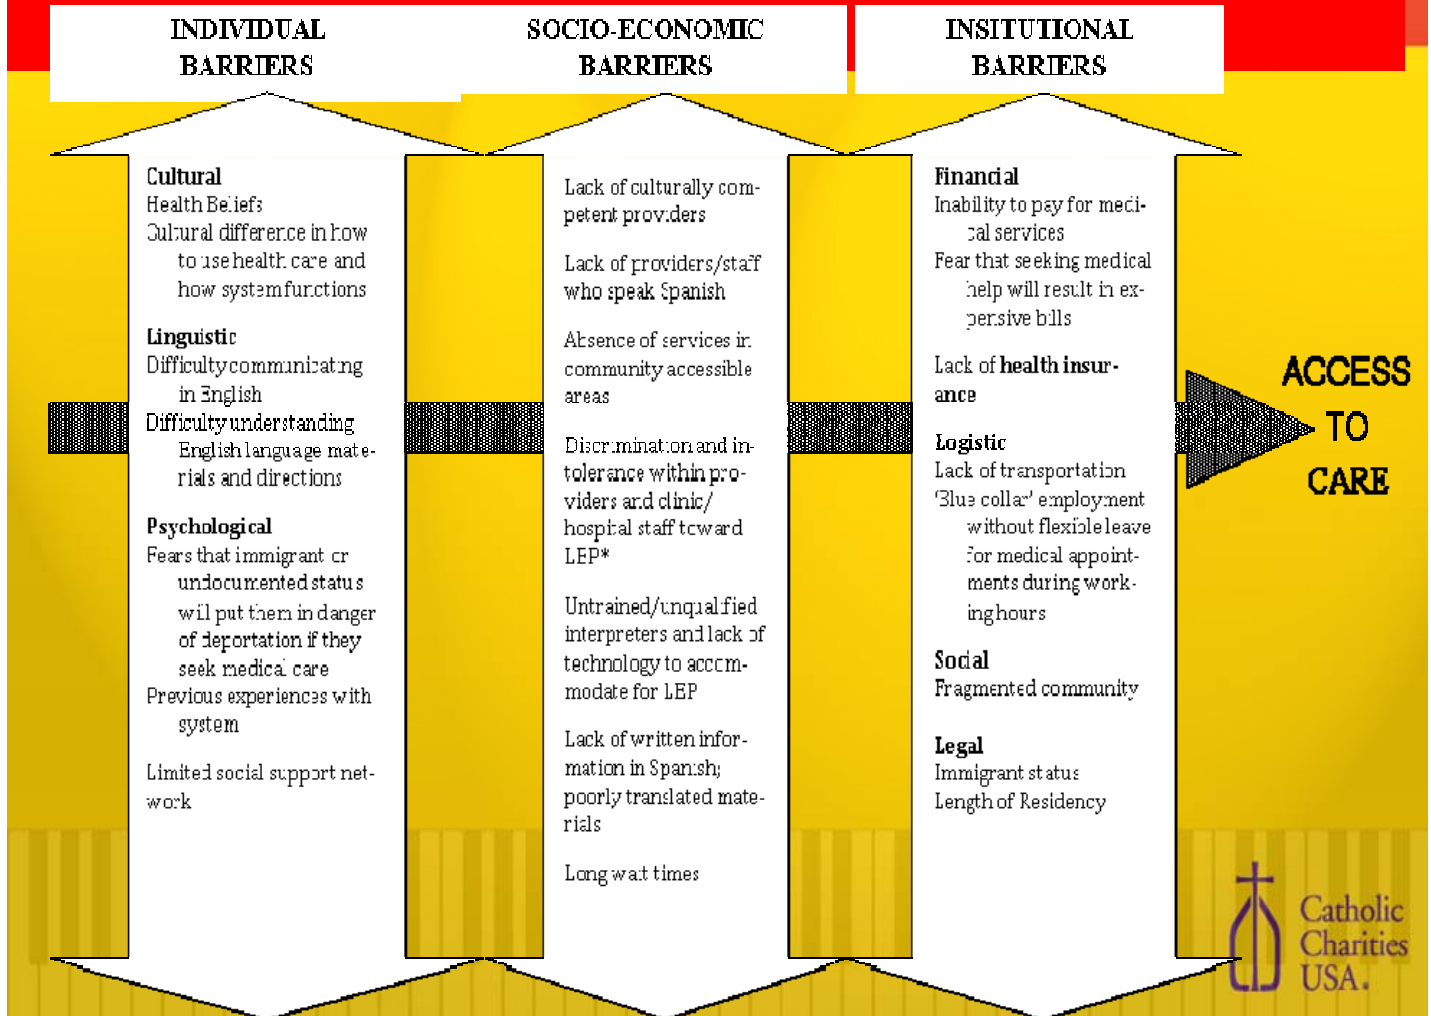 INDIVIDUAL
BARRIERS
Cultural
Health Beliefs
Cultural difference in how
to use health care and
how system functions
Linguistic
Difficulty communicating
in English
Difficulty understanding
English language mate-
rials and directions
Psychological
Fears that immigrant or
undocumented status
will put them in danger
of deportation if they
seek medical care
Previous experiences with
system
Limited social support net-
work
SOCIO-ECONOMIC
BARRIERS
Lack of culturally com-
petent providers
Lack of providers/staff
who speak Spanish
Absence of services in
community accessible
areas
Discrimination and in-
tolerance within pro-
viders and clinic/
hospital staff toward
LEP*
Untrained/unqualified
interpreters and lack of
technology to accom-
modate for LEP
Lack of written infor-
mation in Spanish;
poorly translated mate-
rials
Long wait times
INSITUTIONAL
BARRIERS
Financial
Inability to pay for medi-
cal services
Fear that seeking medical
help will result in ex-
pensive bills
Lack of health insur-
ance
Logistic
Lack of transportation
'Blue collar' employment
without flexible leave
for medical appoint-
ments during work-
ing hours
Social
Fragmented community
Legal
Immigrant status
Length of Residency
ACCESS
TO
CARE
Catholic
Charities
USA.